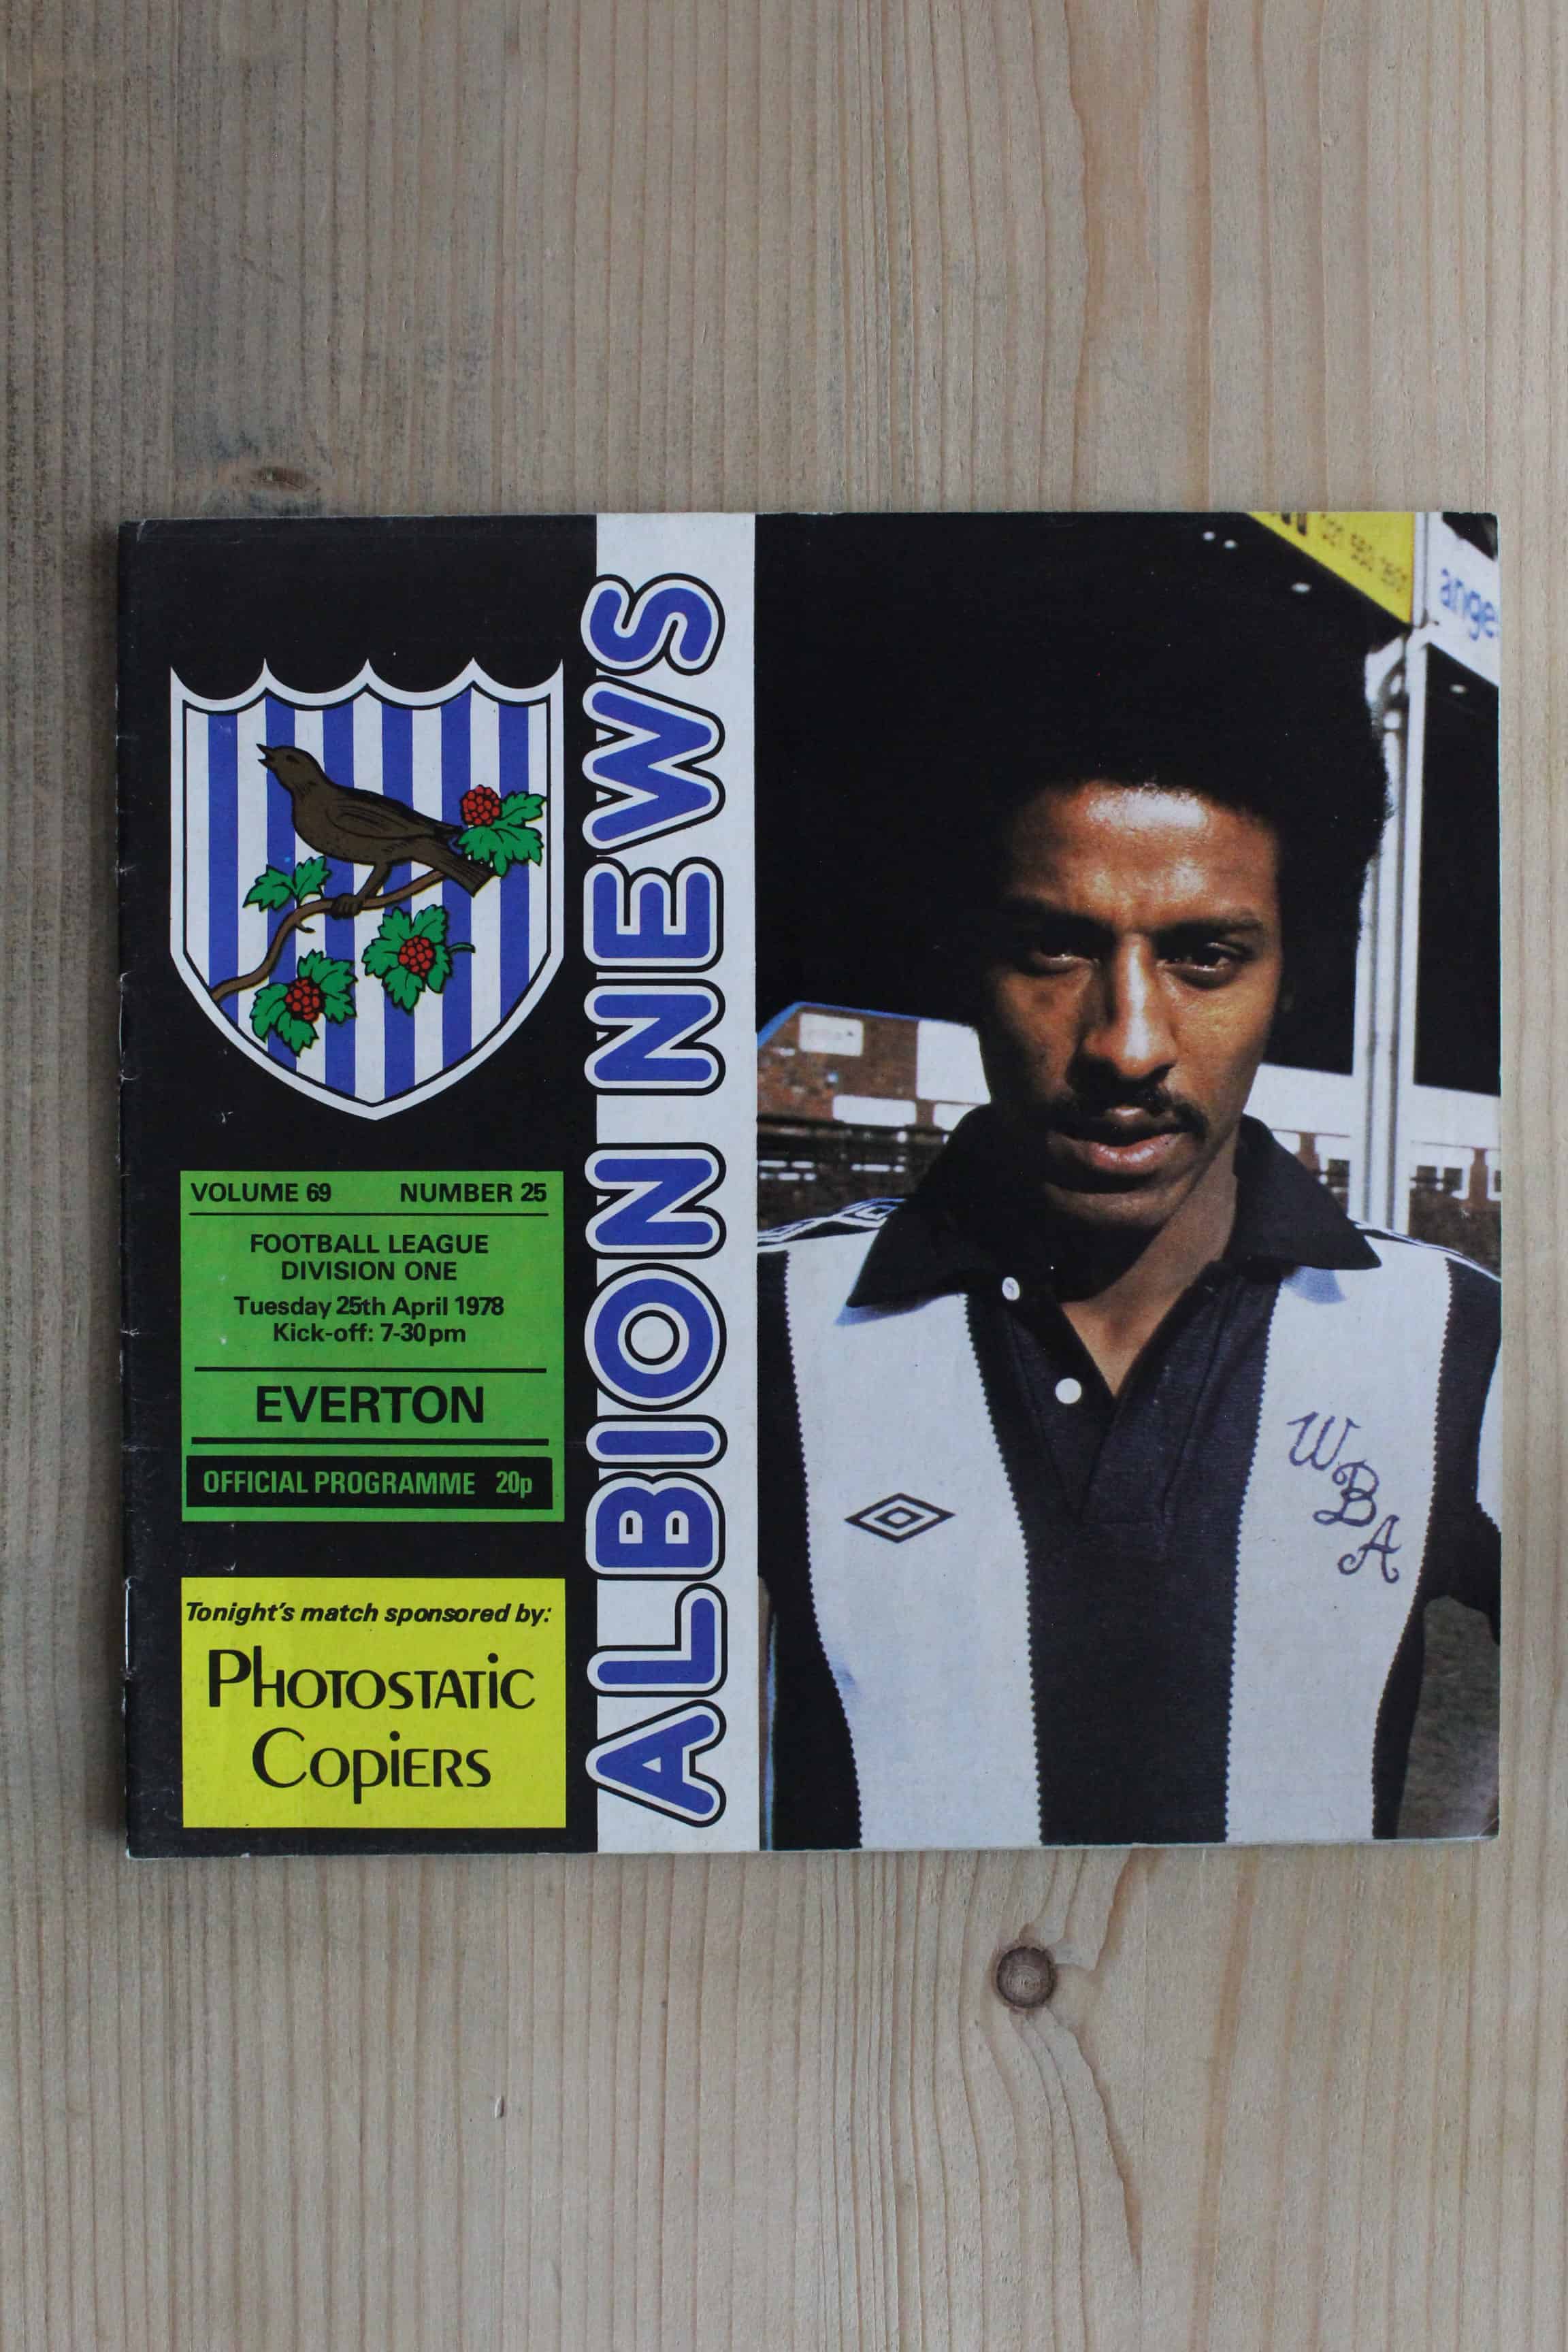 VOLUME 69 NUMBER 25
FOOTBALL LEAGUE
DIVISION ONE
Tuesday 25th April 1978
Kick-off: 7-30pm
EVERTON
OFFICIAL PROGRAMME 20p
Tonight's match sponsored by:
Photostatic
Copiers
ALBION NEWS
ange
WBA